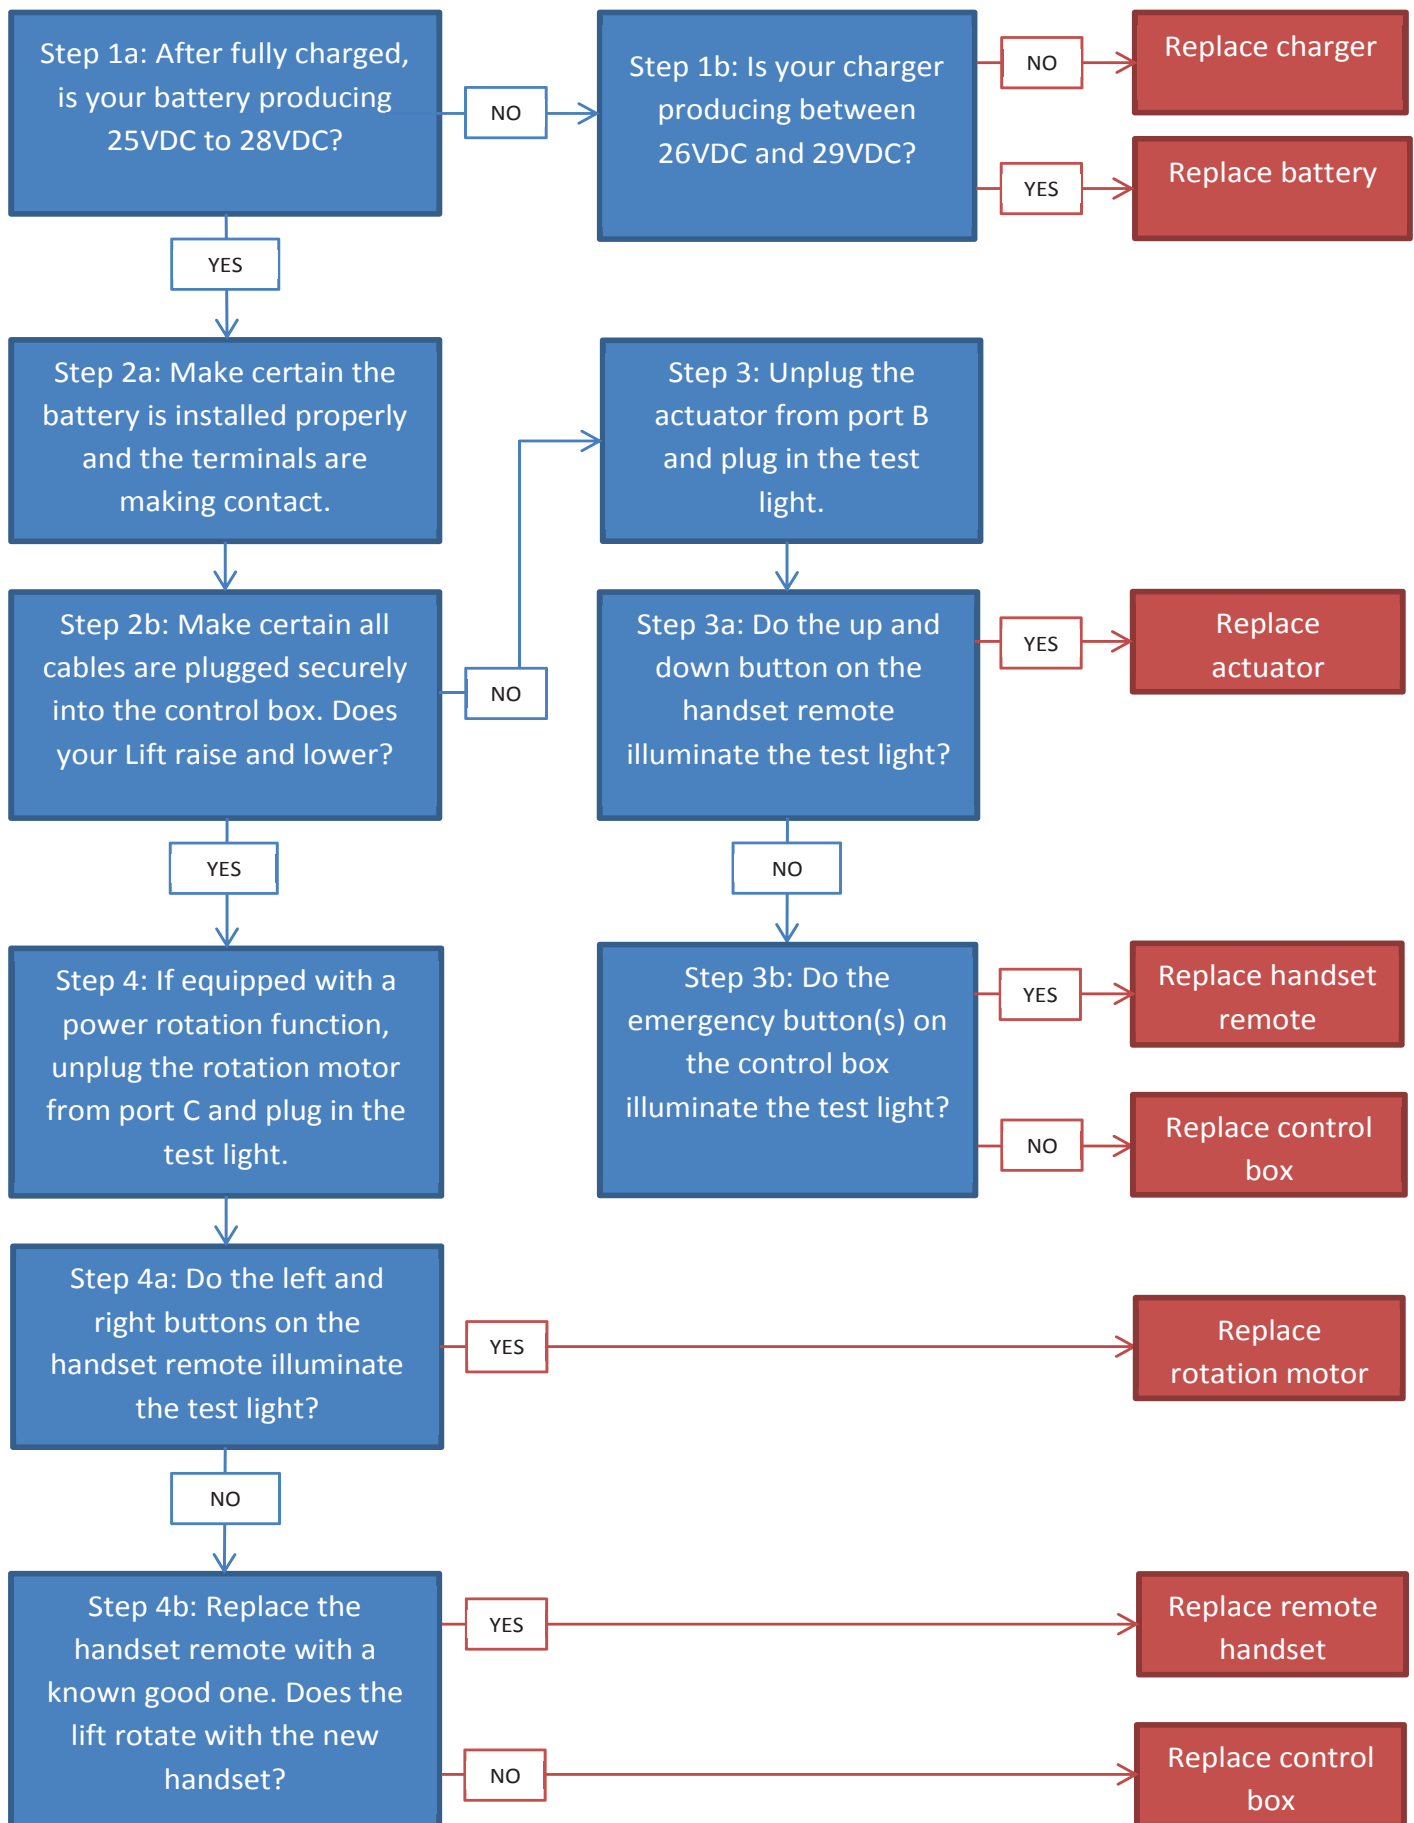 Step 1a: After fully charged,
is your battery producing
25VDC to 28VDC?
NO
Step 1b: Is your charger
producing between
26VDC and 29VDC?
NO
Replace charger
YES
Replace battery
YES
Step 2a: Make certain the
battery is installed properly
and the terminals are
making contact.
Step 3: Unplug the
actuator from port B
and plug in the test
light.
Step 2b: Make certain all
cables are plugged securely
into the control box. Does
your Lift raise and lower?
NO
Step 3a: Do the up and
down button on the
handset remote
illuminate the test light?
YES
Replace
actuator
YES
NO
Step 4: If equipped with a
power rotation function,
unplug the rotation motor
from port C and plug in the
test light.
Step 3b: Do the
emergency button(s) on
the control box
illuminate the test light?
YES
Replace handset
remote
NO
Replace control
box
Step 4a: Do the left and
right buttons on the
handset remote illuminate
the test light?
YES
Replace
rotation motor
NO
Step 4b: Replace the
handset remote with a
known good one. Does the
lift rotate with the new
handset?
YES
Replace remote
handset
NO
Replace control
box